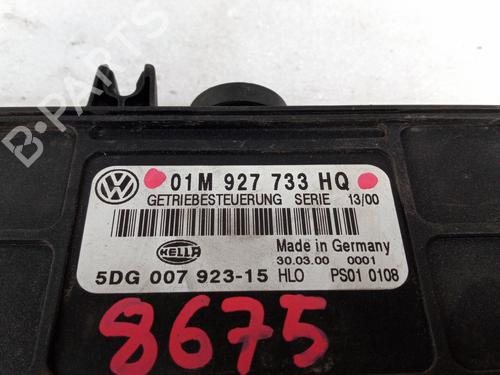 B-PARTS
VW
01M 927 733 HQ
GETRIEBESTEUERUNG SERIE 13/00
HELLA
Made in Germany
30.03.00 0001
5DG 007 923-15 HLO PS01 0108
8675